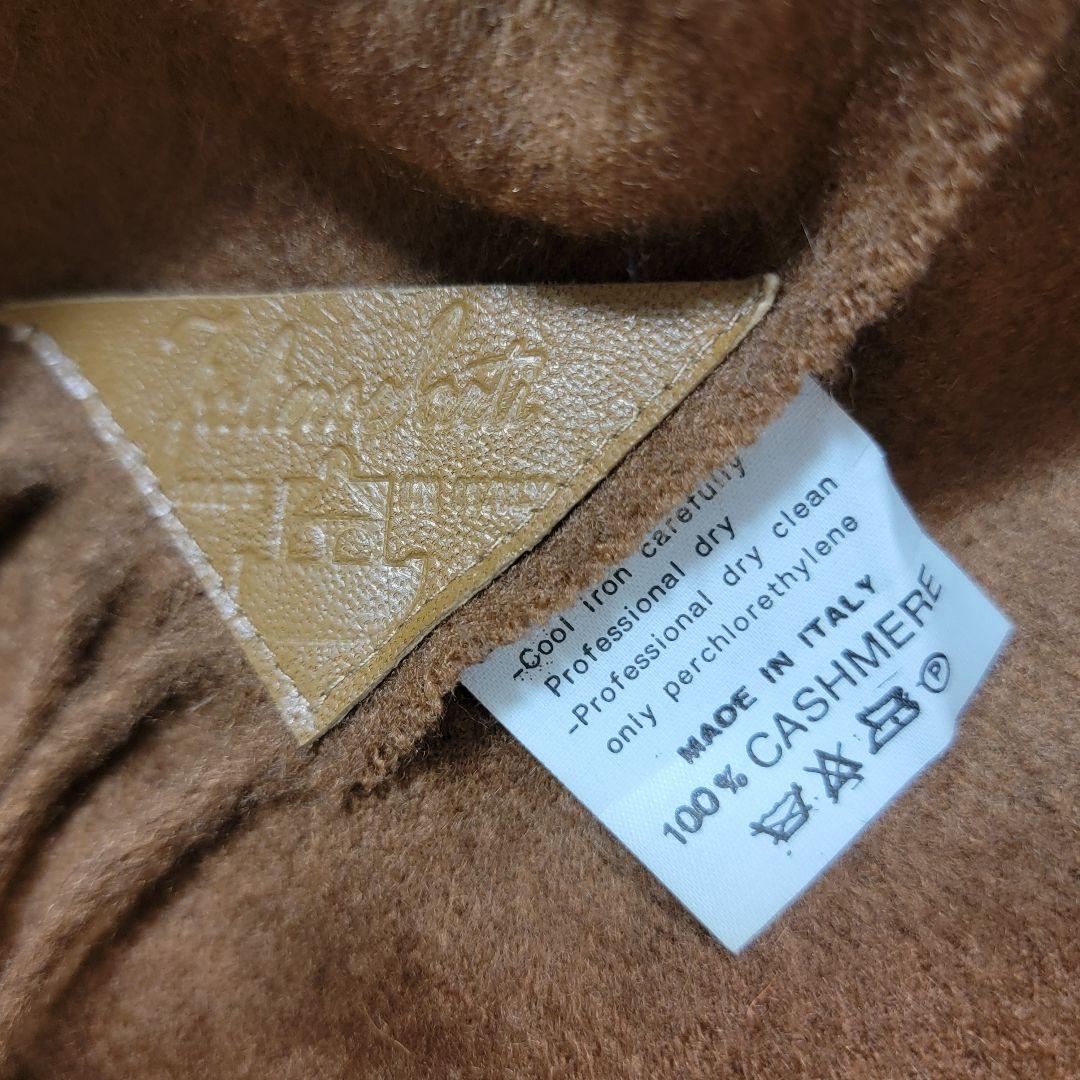 -Cool iron carefully
Professional dry
-Professional dry clean
only perchlorethylene
MADE IN ITALY
100% CASHMERE
P